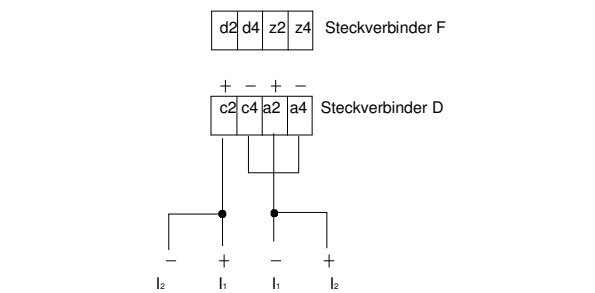 d2 d4 z2 z4 Steckverbinder F
+ − + −
c2 c4 a2 a4 Steckverbinder D
− + − +
I₂ I₁ I₁ I₂